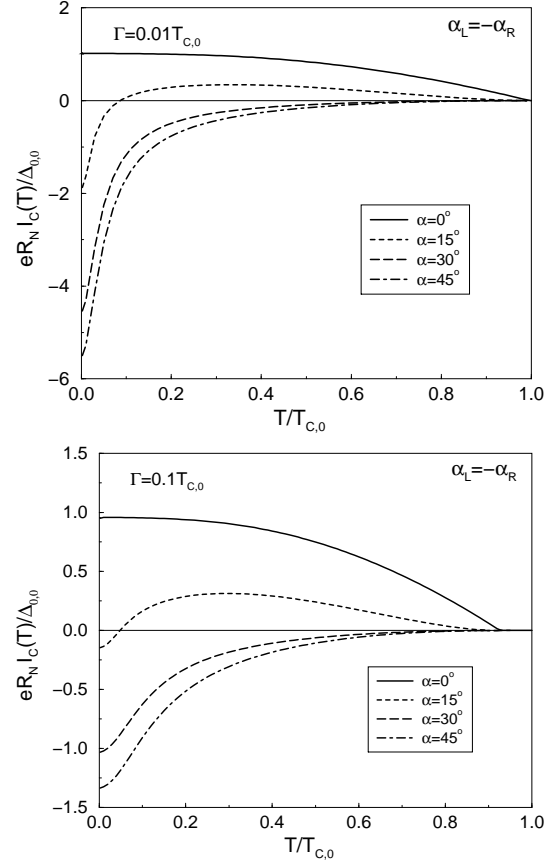 Γ=0.01T_{C,0}
α_L=−α_R
2
0
−2
−4
−6
eR_N I_C(T)/Δ_{0,0}
α=0°
α=15°
α=30°
α=45°
0.0 0.2 0.4 0.6 0.8 1.0
T/T_{C,0}
Γ=0.1T_{C,0}
α_L=−α_R
1.5
1.0
0.5
0.0
−0.5
−1.0
−1.5
eR_N I_C(T)/Δ_{0,0}
α=0°
α=15°
α=30°
α=45°
0.0 0.2 0.4 0.6 0.8 1.0
T/T_{C,0}